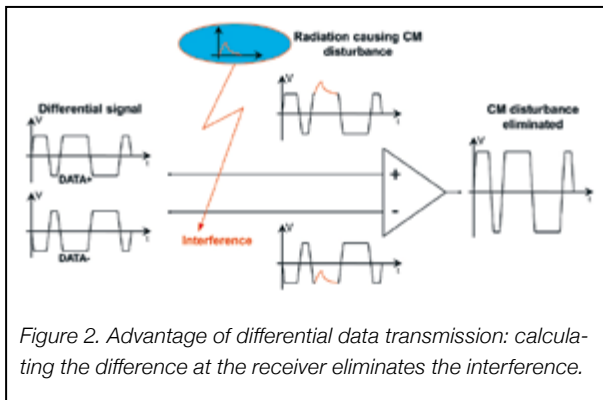 Radiation causing CM
disturbance
Differential signal
CM disturbance
eliminated
V
t
V
t
V
t
DATA+
+
-
V
t
DATA-
Interference
V
t
Figure 2. Advantage of differential data transmission: calcula-
ting the difference at the receiver eliminates the interference.